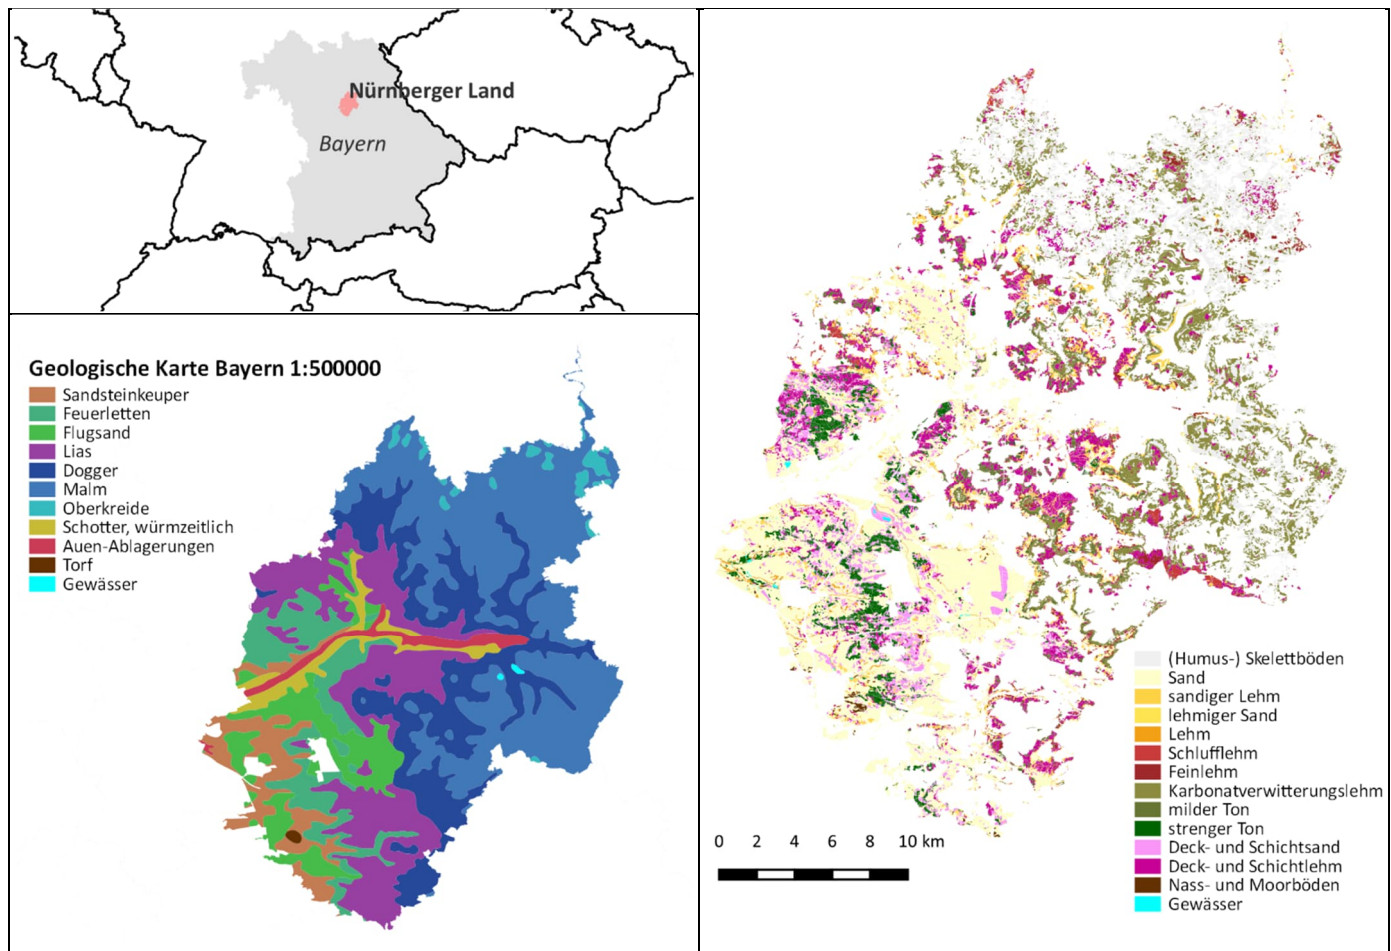 Nürnberger Land
Bayern
Geologische Karte Bayern 1:500000
Sandsteinkeuper
Feuerletten
Flugsand
Lias
Dogger
Malm
Oberkreide
Schotter, würmzeitlich
Auen-Ablagerungen
Torf
Gewässer
(Humus-) Skelettböden
Sand
sandiger Lehm
lehmiger Sand
Lehm
Schlufflehm
Feinlehm
Karbonatverwitterungslehm
milder Ton
strenger Ton
Deck- und Schichtsand
Deck- und Schichtlehm
Nass- und Moorböden
Gewässer
0 2 4 6 8 10 km